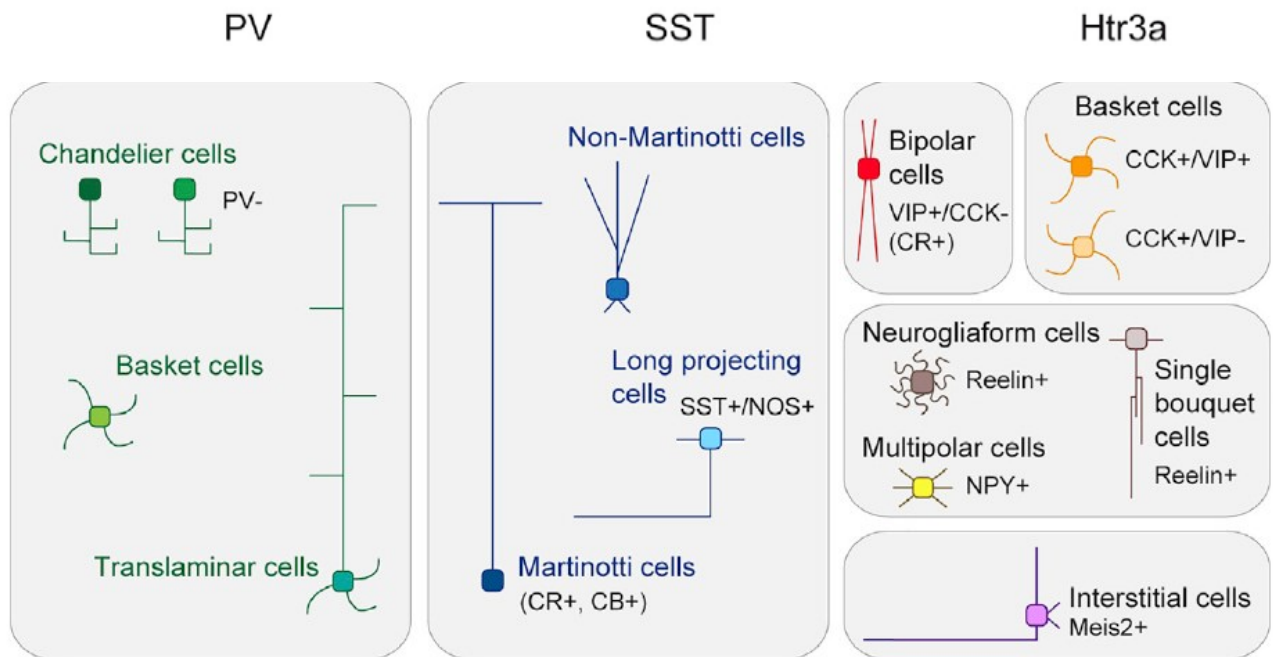 PV
SST
Htr3a
Chandelier cells
PV-
Basket cells
Translaminar cells
Non-Martinotti cells
Long projecting
cells
SST+/NOS+
Martinotti cells
(CR+, CB+)
Bipolar
cells
VIP+/CCK-
(CR+)
Basket cells
CCK+/VIP+
CCK+/VIP-
Neurogliaform cells
Reelin+
Multipolar cells
NPY+
Single
bouquet
cells
Reelin+
Interstitial cells
Meis2+